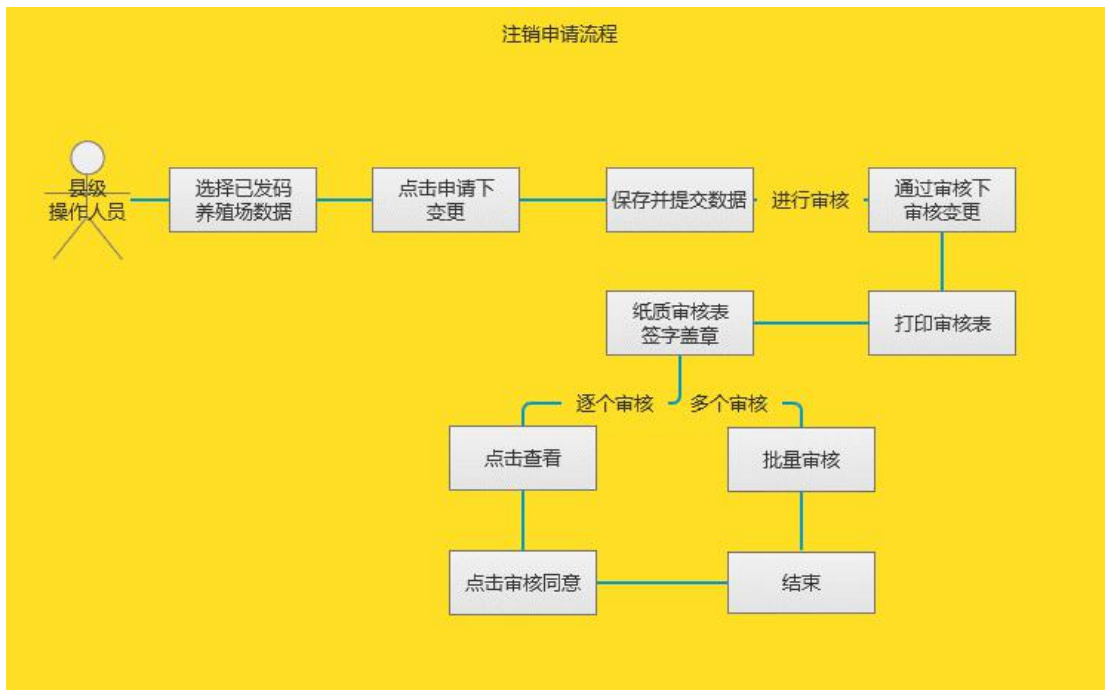 注销申请流程
县级
操作人员
选择已发码
养殖场数据
点击申请下
变更
保存并提交数据
进行审核
通过审核下
审核变更
纸质审核表
签字盖章
打印审核表
逐个审核
多个审核
点击查看
批量审核
点击审核同意
结束